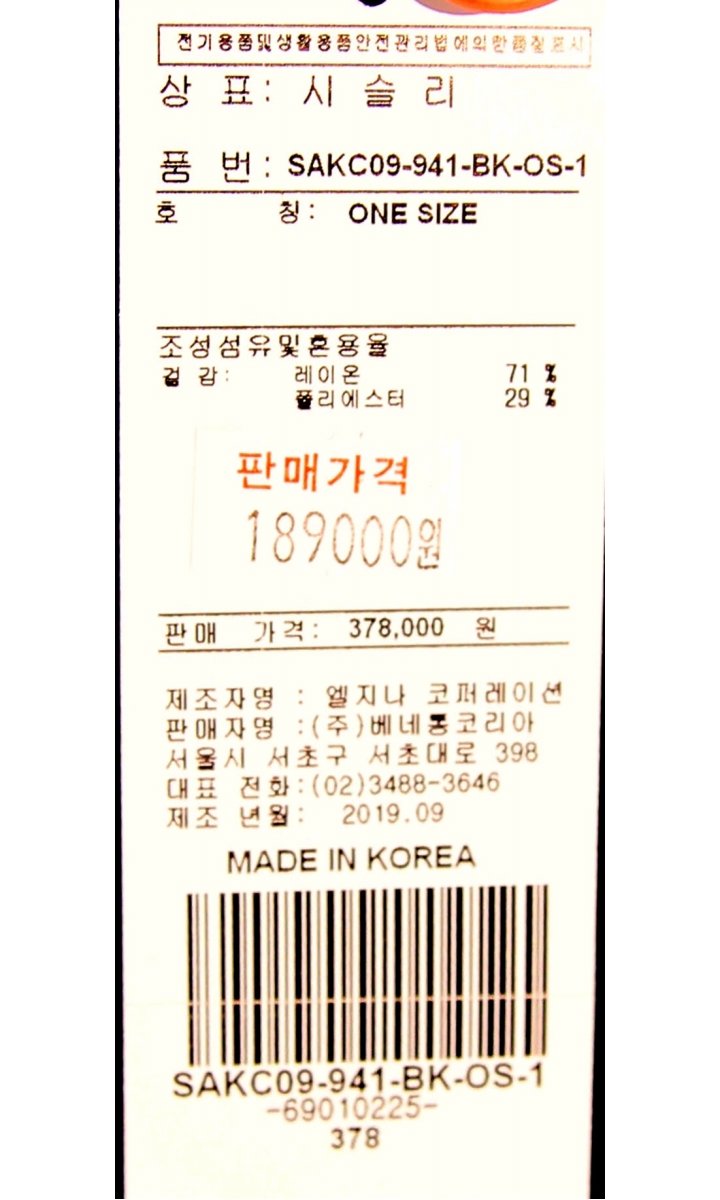 전기용품및생활용품안전관리법에의한품질표시
상 표: 시 슬 리
품 번: SAKC09-941-BK-OS-1
호 칭: ONE SIZE
조성섬유및혼용율
겉 감: 레이온 71 %
폴리에스터 29 %
판매가격
189000원
판매 가격: 378,000 원
제조자명 : 엘지나 코퍼레이션
판매자명 :(주)베네통코리아
서울시 서초구 서초대로 398
대표 전화:(02)3488-3646
제조 년월: 2019.09
MADE IN KOREA
SAKC09-941-BK-OS-1
-69010225-
378